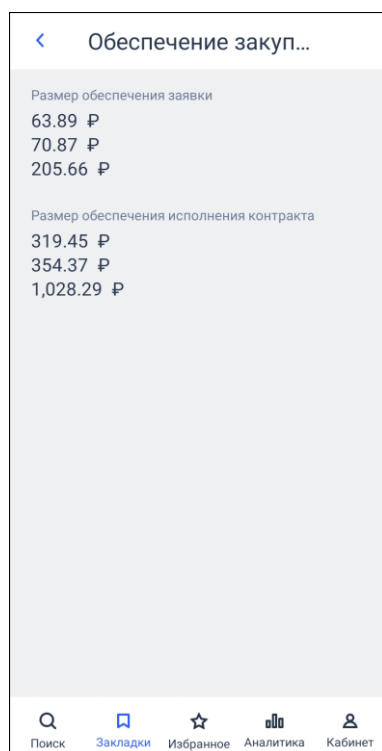 Обеспечение закуп...
Размер обеспечения заявки
63.89 ₽
70.87 ₽
205.66 ₽
Размер обеспечения исполнения контракта
319.45 ₽
354.37 ₽
1,028.29 ₽
Поиск Закладки Избранное Аналитика Кабинет